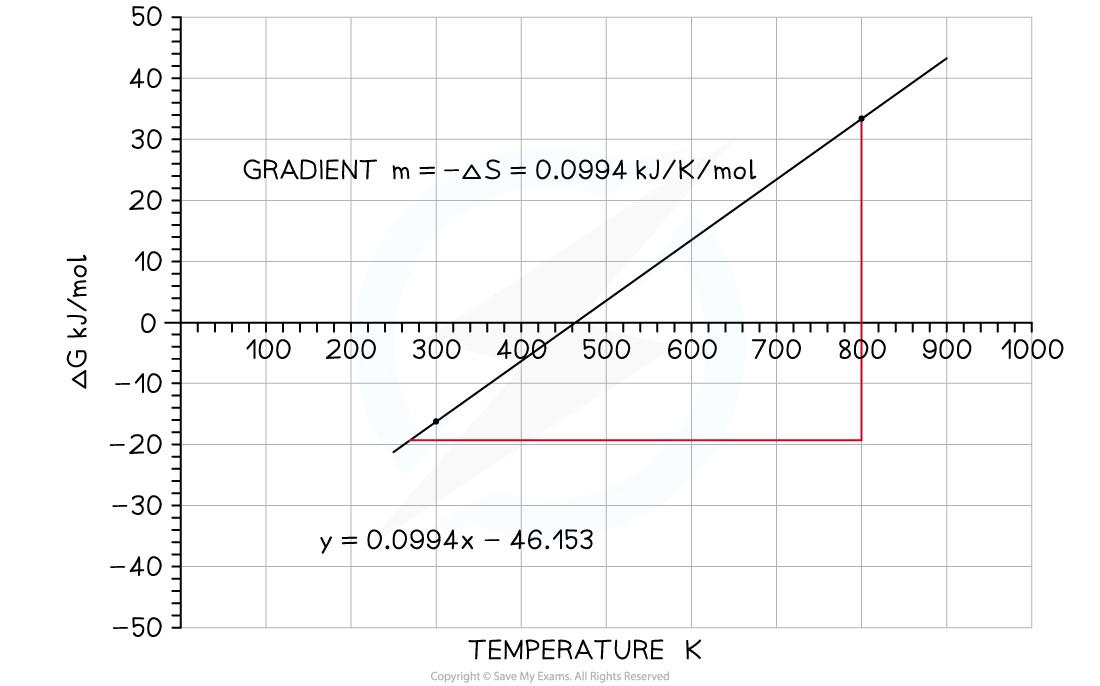 50
40
30
GRADIENT m = −△S = 0.0994 kJ/K/mol
20
10
△G kJ/mol
0
100 200 300 400 500 600 700 800 900 1000
−10
−20
−30
y = 0.0994x − 46.153
−40
−50
TEMPERATURE K
Copyright © Save My Exams. All Rights Reserved